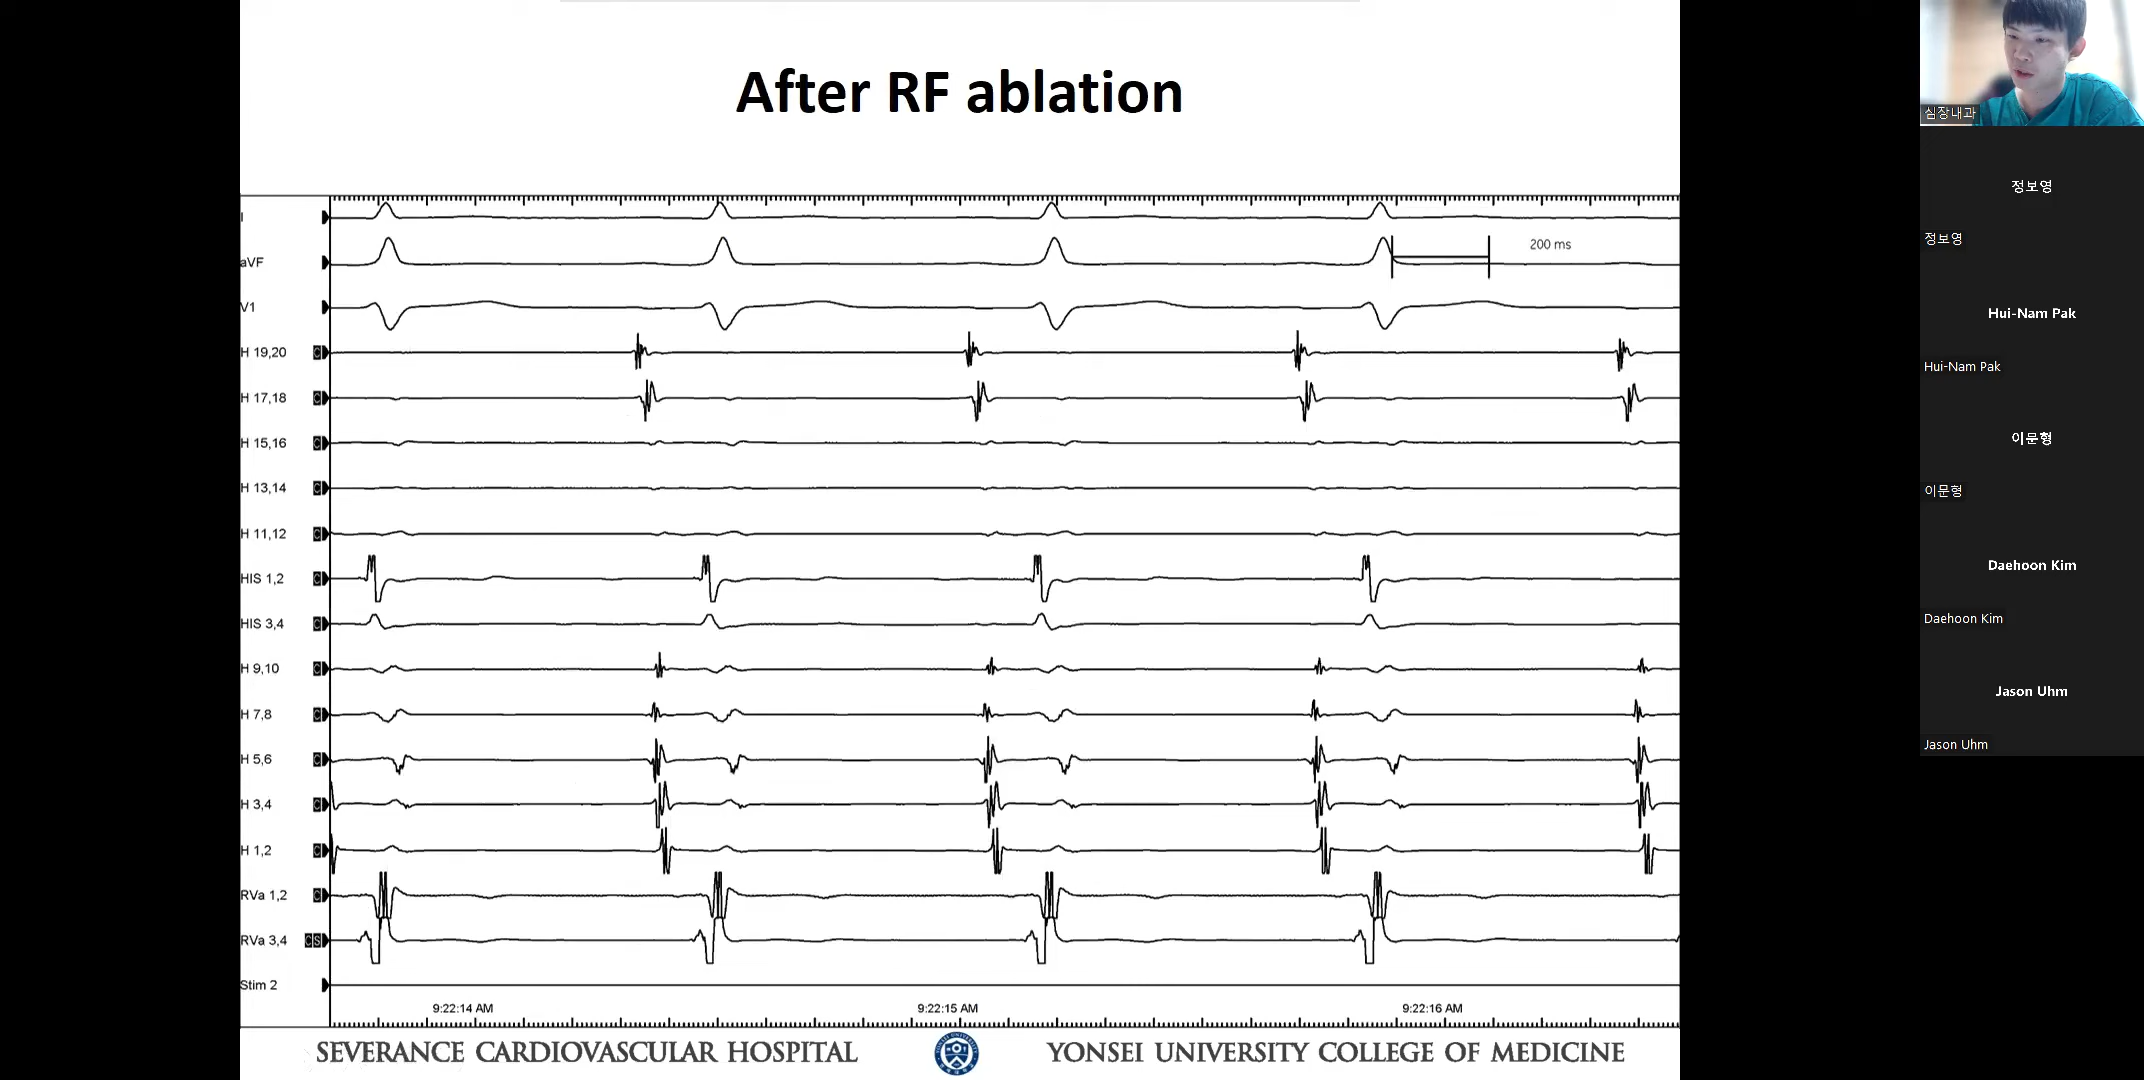 After RF ablation
I
aVF
200 ms
V1
H 19,20
H 17,18
H 15,16
H 13,14
H 11,12
HIS 1,2
HIS 3,4
H 9,10
H 7,8
H 5,6
H 3,4
H 1,2
RVa 1,2
RVa 3,4
Stim 2
9:22:14 AM
9:22:15 AM
9:22:16 AM
SEVERANCE CARDIOVASCULAR HOSPITAL
YONSEI UNIVERSITY COLLEGE OF MEDICINE
심장내과
정보영
정보영
Hui-Nam Pak
Hui-Nam Pak
이문형
이문형
Daehoon Kim
Daehoon Kim
Jason Uhm
Jason Uhm